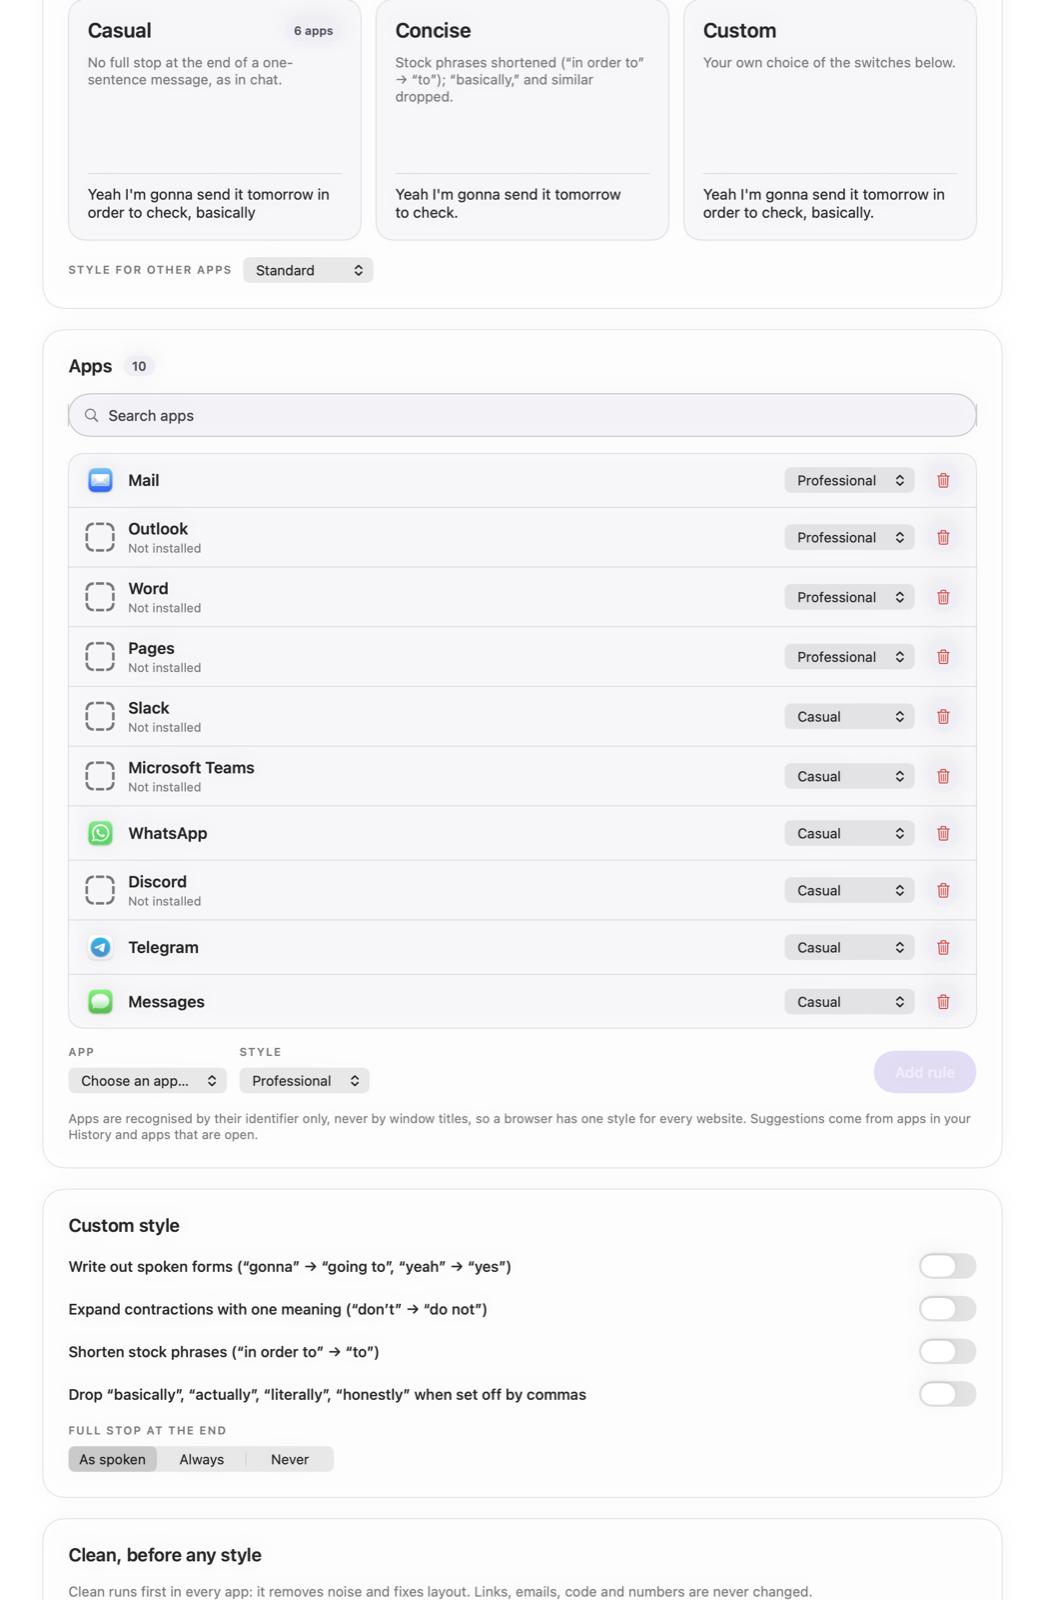 Casual
6 apps
No full stop at the end of a one-
sentence message, as in chat.
Yeah I'm gonna send it tomorrow in
order to check, basically
Concise
Stock phrases shortened (“in order to”
→ “to”); “basically,” and similar
dropped.
Yeah I'm gonna send it tomorrow
to check.
Custom
Your own choice of the switches below.
Yeah I'm gonna send it tomorrow in
order to check, basically.
STYLE FOR OTHER APPS Standard
Apps 10
Search apps
Mail Professional
Outlook Professional
Not installed
Word Professional
Not installed
Pages Professional
Not installed
Slack Casual
Not installed
Microsoft Teams Casual
Not installed
WhatsApp Casual
Discord Casual
Not installed
Telegram Casual
Messages Casual
APP STYLE
Choose an app... Professional Add rule
Apps are recognised by their identifier only, never by window titles, so a browser has one style for every website. Suggestions come from apps in your
History and apps that are open.
Custom style
Write out spoken forms (“gonna” → “going to”, “yeah” → “yes”)
Expand contractions with one meaning (“don’t” → “do not”)
Shorten stock phrases (“in order to” → “to”)
Drop “basically”, “actually”, “literally”, “honestly” when set off by commas
FULL STOP AT THE END
As spoken Always Never
Clean, before any style
Clean runs first in every app: it removes noise and fixes layout. Links, emails, code and numbers are never changed.